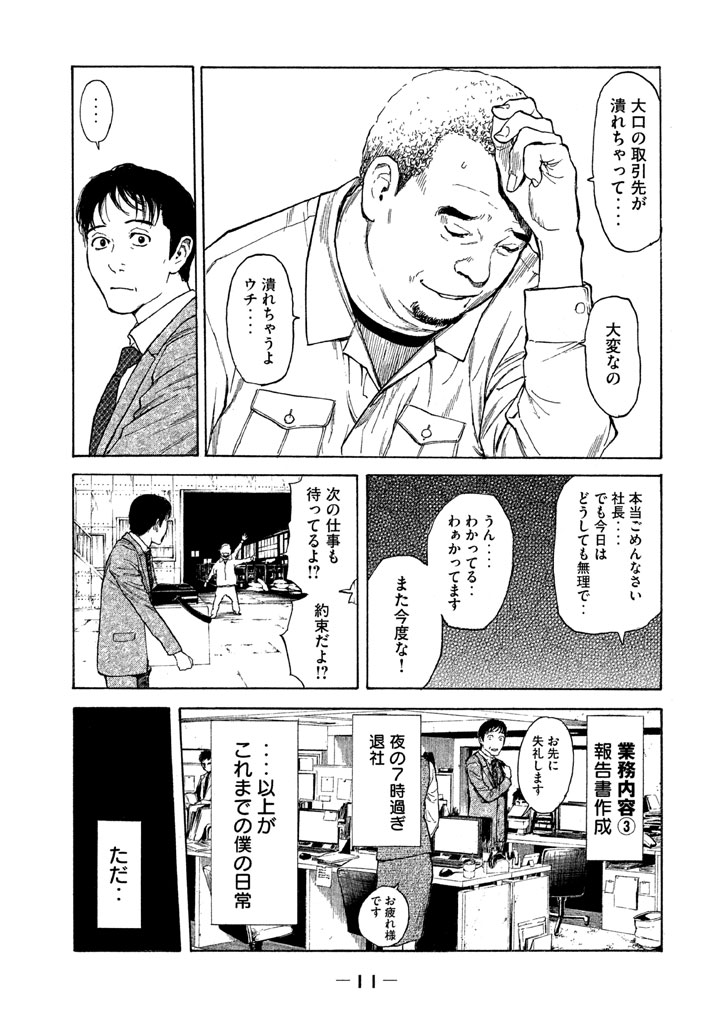 大口の取引先が
潰れちゃって‥‥
大変なの
潰れちゃうよ
ウチ‥‥
‥‥
本当ごめんなさい
社長‥‥
でも今日は
どうしても無理で‥
うん‥‥
わかってる‥
わぁかってます
また今度な!
次の仕事も
待ってるよ!?
約束だよ!?
業務内容③
報告書作成
お先に
失礼します
夜の7時過ぎ
退社
お疲れ様
です
‥‥以上が
これまでの僕の日常
ただ‥
ー11ー